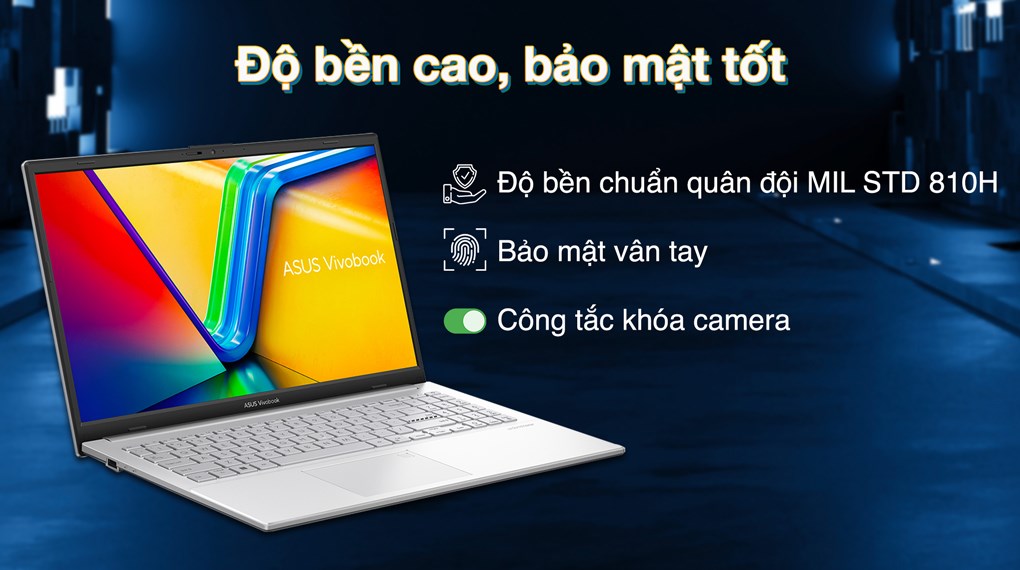 Độ bền cao, bảo mật tốt
Độ bền chuẩn quân đội MIL STD 810H
Bảo mật vân tay
Công tắc khóa camera
ASUS Vivobook
ASUS Vivobook